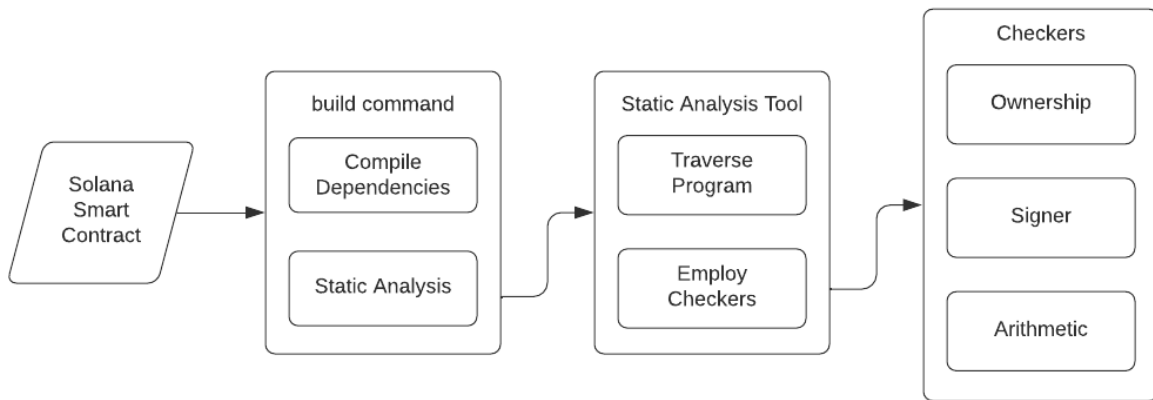 Solana
Smart
Contract
build command
Compile
Dependencies
Static Analysis
Static Analysis Tool
Traverse
Program
Employ
Checkers
Checkers
Ownership
Signer
Arithmetic